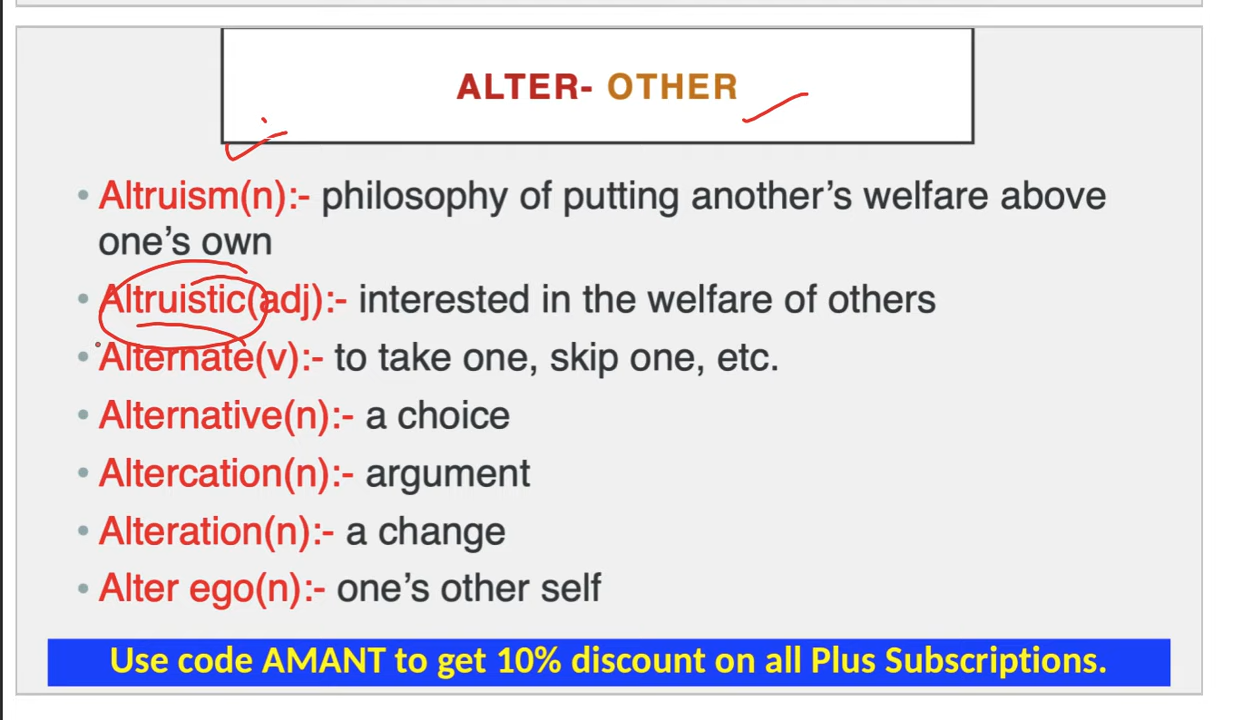 ALTER- OTHER
• Altruism(n):- philosophy of putting another’s welfare above
one’s own
• Altruistic(adj):- interested in the welfare of others
• Alternate(v):- to take one, skip one, etc.
• Alternative(n):- a choice
• Altercation(n):- argument
• Alteration(n):- a change
• Alter ego(n):- one’s other self
Use code AMANT to get 10% discount on all Plus Subscriptions.